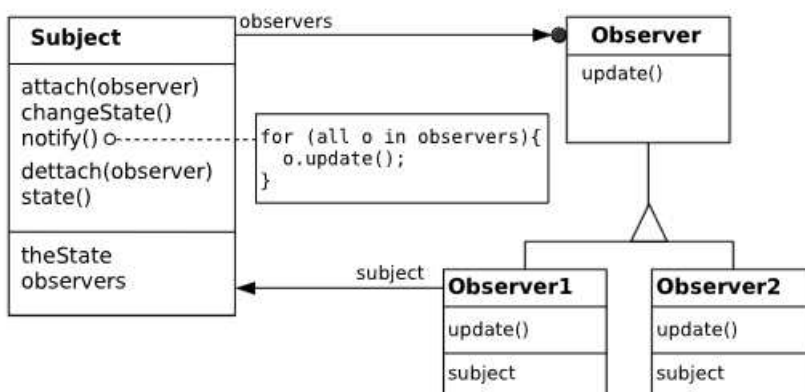 observers
Subject
attach(observer)
changeState()
notify()
dettach(observer)
state()
theState
observers
for (all o in observers){
o.update();
}
Observer
update()
subject
Observer1
update()
subject
Observer2
update()
subject